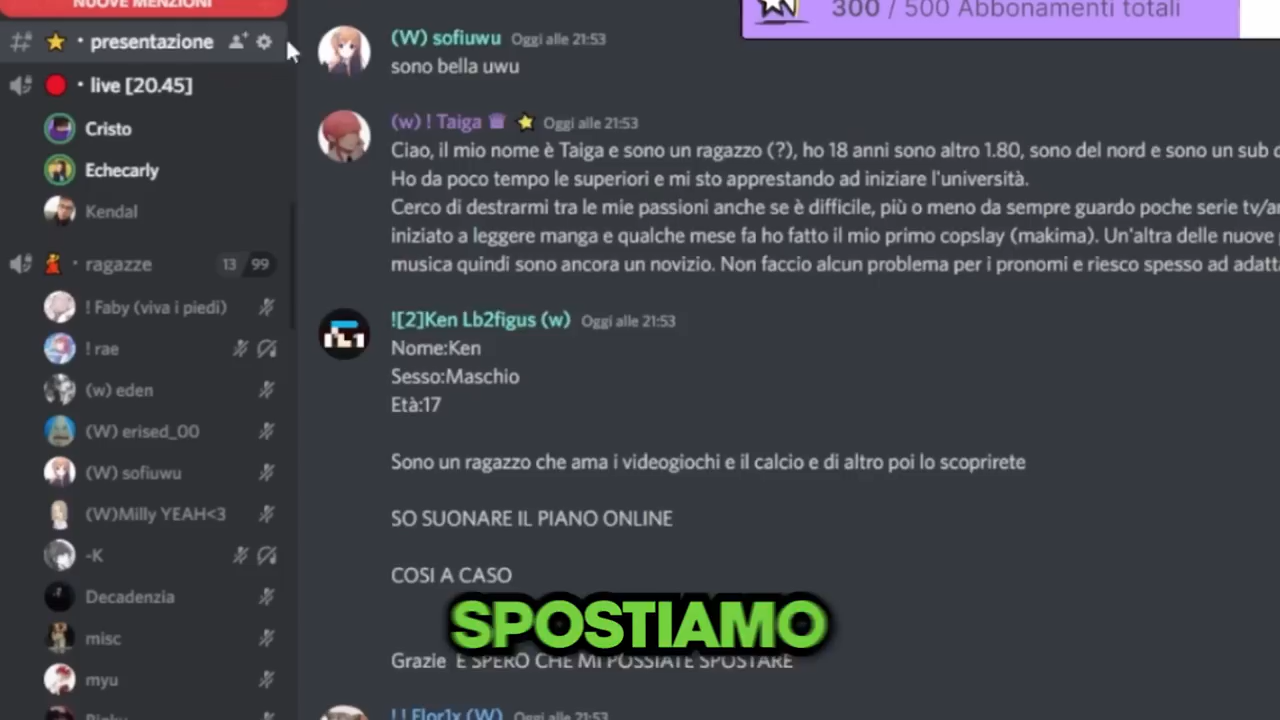 NUOVE MENZIONI
presentazione
live [20.45]
Cristo
Echecarly
Kendal
ragazze 13 99
! Faby (viva i piedi)
! rae
(w) eden
(W) erised_00
(W) sofiuwu
(W)Milly YEAH<3
-K
Decadenzia
misc
myu
300 / 500 Abbonamenti totali
(W) sofiuwu Oggi alle 21:53
sono bella uwu
(w) ! Taiga Oggi alle 21:53
Ciao, il mio nome è Taiga e sono un ragazzo (?), ho 18 anni sono altro 1.80, sono del nord e sono un sub
Ho da poco tempo le superiori e mi sto apprestando ad iniziare l'università.
Cerco di destrarmi tra le mie passioni anche se è difficile, più o meno da sempre guardo poche serie tv/
iniziato a leggere manga e qualche mese fa ho fatto il mio primo copslay (makima). Un'altra delle nuove
musica quindi sono ancora un novizio. Non faccio alcun problema per i pronomi e riesco spesso ad adatt
![2]Ken Lb2figus (w) Oggi alle 21:53
Nome:Ken
Sesso:Maschio
Età:17
Sono un ragazzo che ama i videogiochi e il calcio e di altro poi lo scoprirete
SO SUONARE IL PIANO ONLINE
COSI A CASO
SPOSTIAMO
Grazie E SPERO CHE MI POSSIATE SPOSTARE
! ! Flor1x (W) Oggi alle 21:53